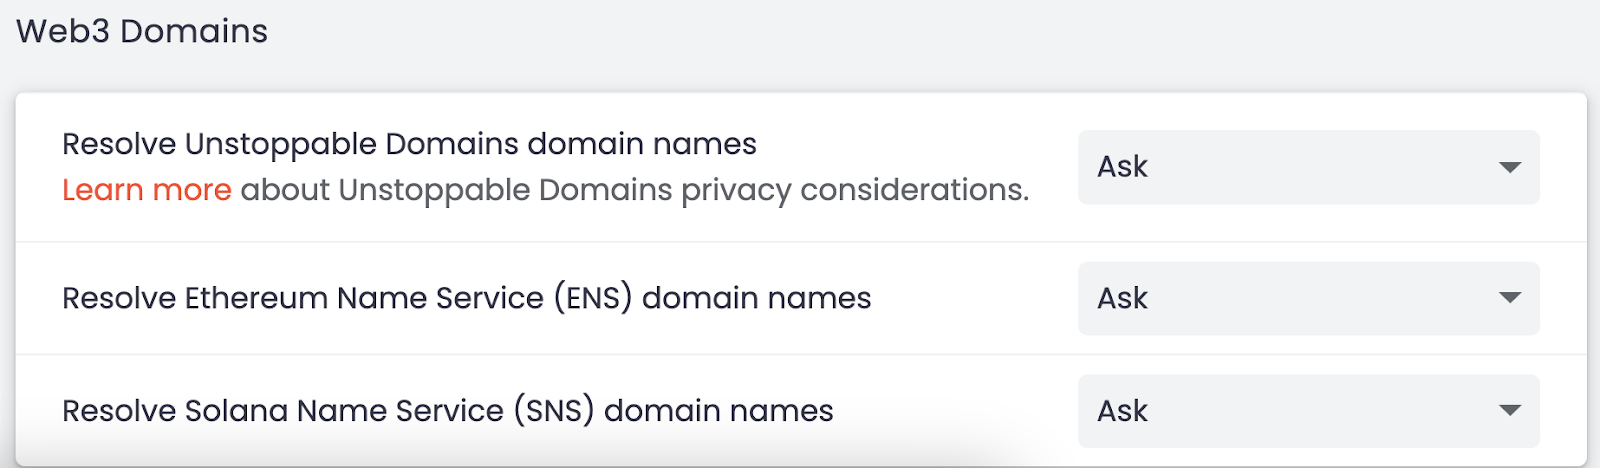 Web3 Domains
Resolve Unstoppable Domains domain names
Ask
Learn more about Unstoppable Domains privacy considerations.
Resolve Ethereum Name Service (ENS) domain names
Ask
Resolve Solana Name Service (SNS) domain names
Ask